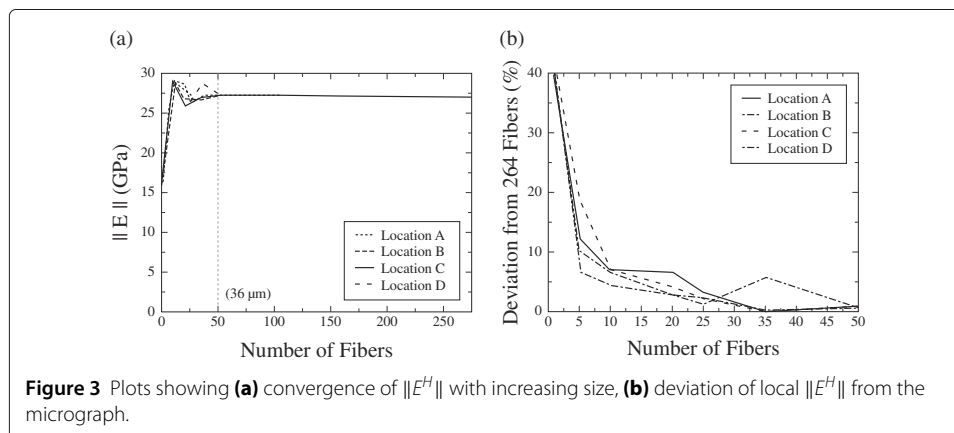 (a)
30
25
20
15
10
5
0
|| E || (GPa)
Location A
Location B
Location C
Location D
(36 μm)
0 50 100 150 200 250
Number of Fibers
(b)
40
30
20
10
0
Deviation from 264 Fibers (%)
Location A
Location B
Location C
Location D
0 5 10 15 20 25 30 35 40 45 50
Number of Fibers
Figure 3 Plots showing (a) convergence of ‖E^H‖ with increasing size, (b) deviation of local ‖E^H‖ from the
micrograph.